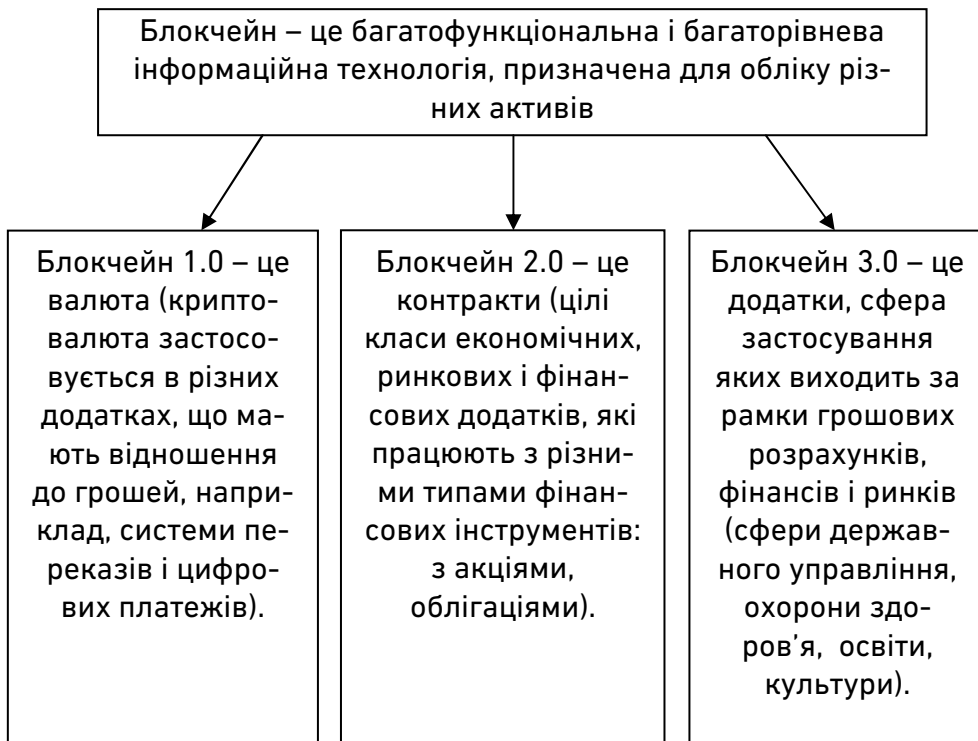 Блокчейн – це багатофункціональна і багаторівнева
інформаційна технологія, призначена для обліку різ-
них активів
Блокчейн 1.0 – це
валюта (крипто-
валюта застосо-
вується в різних
додатках, що ма-
ють відношення
до грошей, напри-
клад, системи пе-
реказів і цифро-
вих платежів).
Блокчейн 2.0 – це
контракти (цілі
класи економічних,
ринкових і фінан-
сових додатків, які
працюють з різни-
ми типами фінан-
сових інструментів:
з акціями,
облігаціями).
Блокчейн 3.0 – це
додатки, сфера
застосування
яких виходить за
рамки грошових
розрахунків,
фінансів і ринків
(сфери держав-
ного управління,
охорони здо-
ров’я, освіти,
культури).